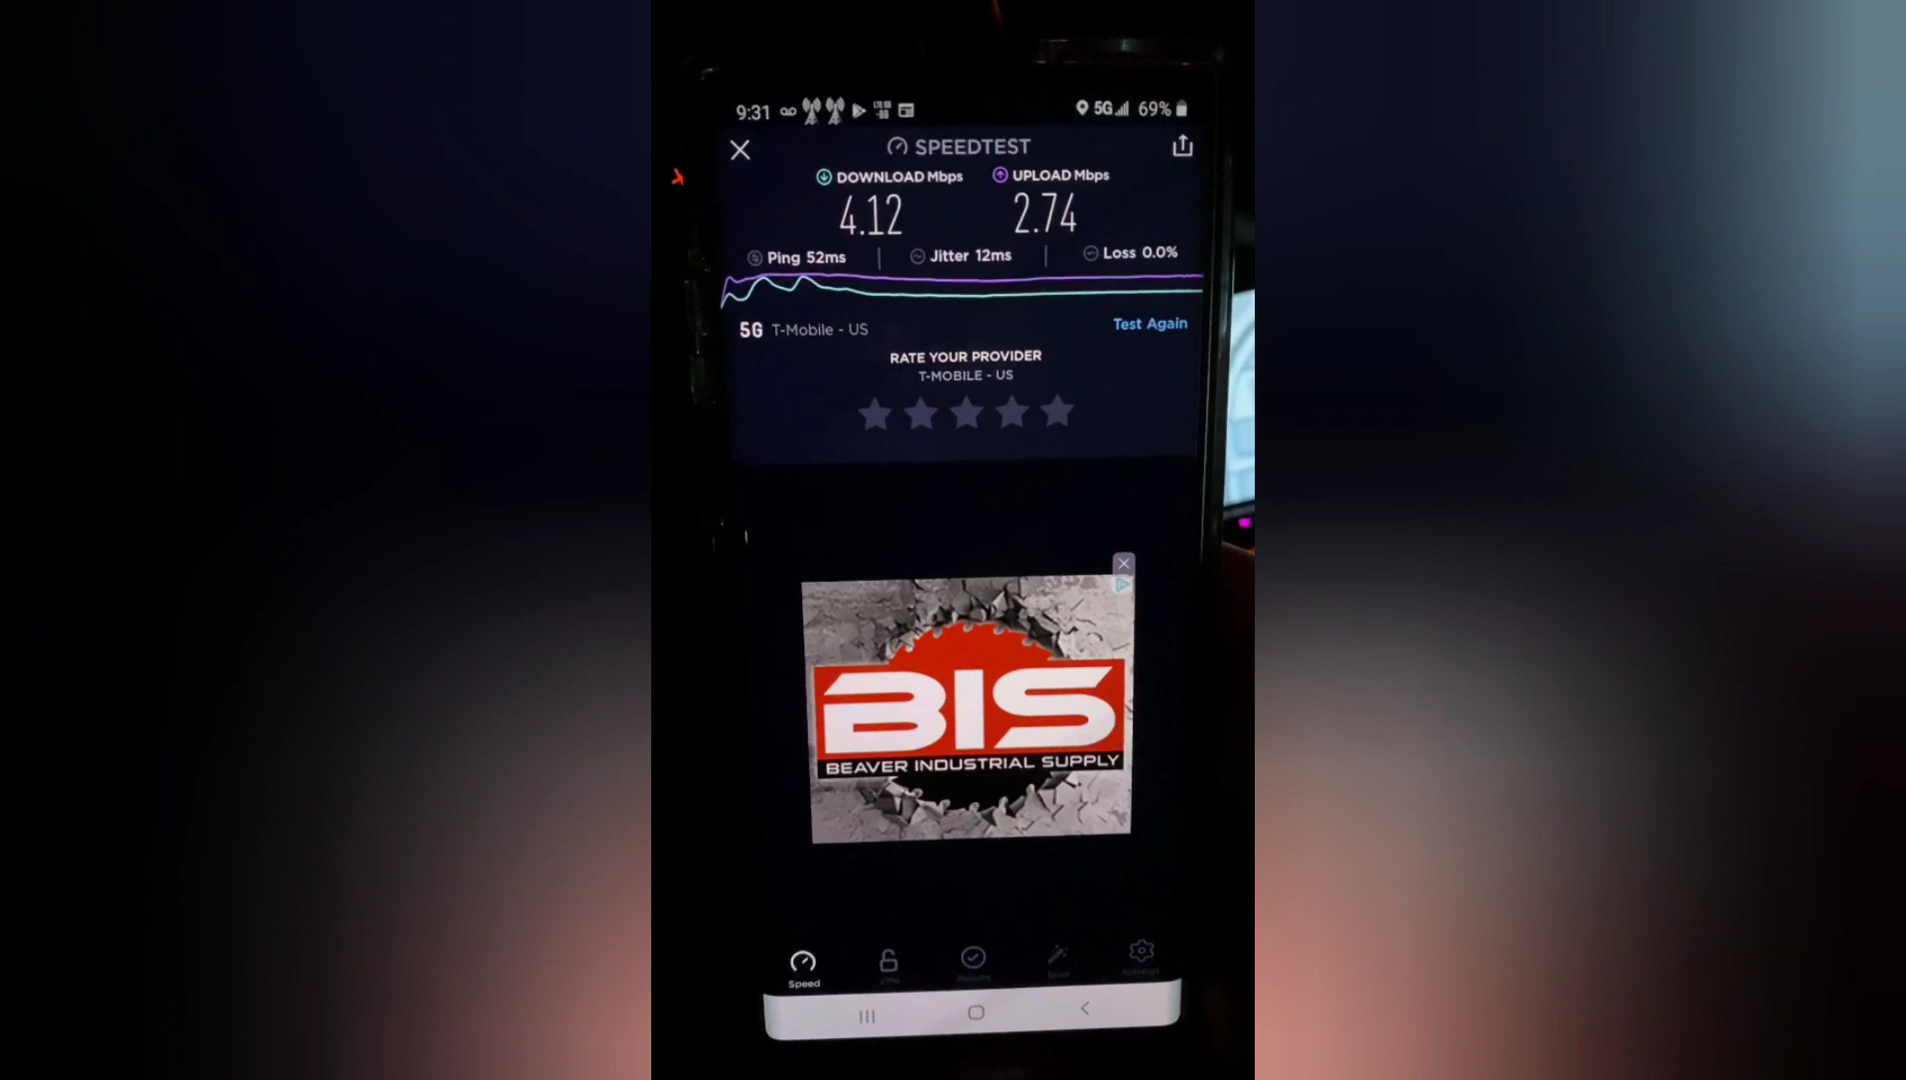 9:31 5G 69%
SPEEDTEST
DOWNLOAD Mbps UPLOAD Mbps
4.12 2.74
Ping 52ms Jitter 12ms Loss 0.0%
5G T-Mobile - US Test Again
RATE YOUR PROVIDER
T-MOBILE - US
BIS
BEAVER INDUSTRIAL SUPPLY
Speed VPN